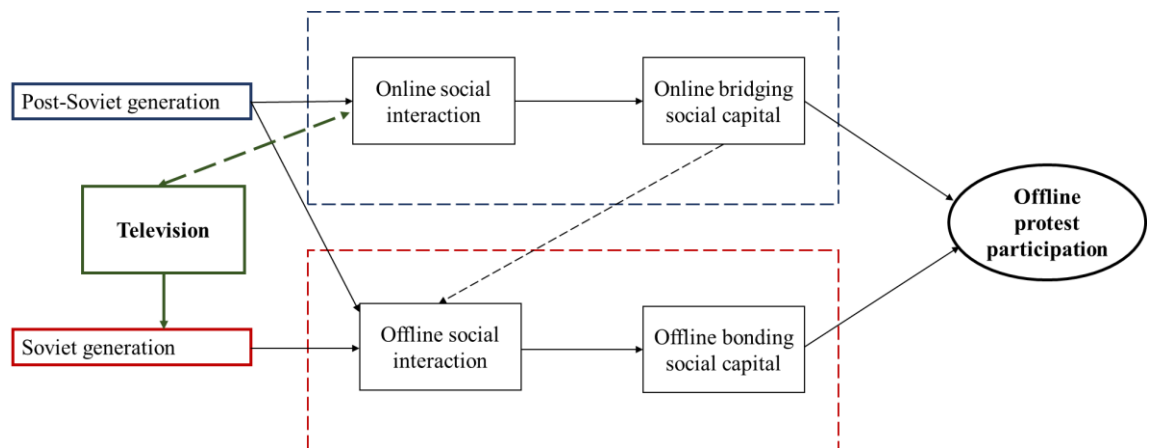 Post-Soviet generation
Online social
interaction
Online bridging
social capital
Television
Offline
protest
participation
Soviet generation
Offline social
interaction
Offline bonding
social capital